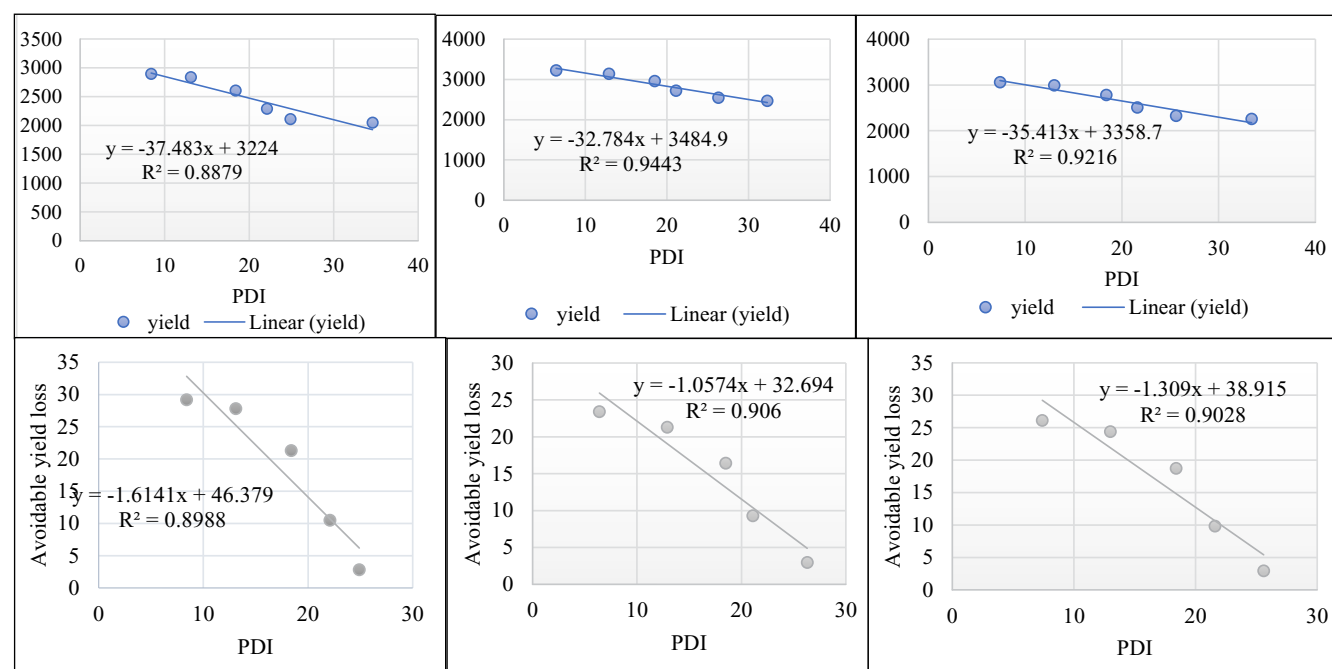 3500
3000
2500
2000
1500
1000
500
0
y = -37.483x + 3224
R² = 0.8879
0 10 20 30 40
PDI
yield Linear (yield)
4000
3000
2000
1000
0
y = -32.784x + 3484.9
R² = 0.9443
0 10 20 30 40
PDI
yield Linear (yield)
4000
3000
2000
1000
0
y = -35.413x + 3358.7
R² = 0.9216
0 10 20 30 40
PDI
yield Linear (yield)
Avoidable yield loss
35
30
25
20
15
10
5
0
y = -1.6141x + 46.379
R² = 0.8988
0 10 20 30
PDI
Avoidable yield loss
30
25
20
15
10
5
0
y = -1.0574x + 32.694
R² = 0.906
0 10 20 30
PDI
Avoidable yield loss
35
30
25
20
15
10
5
0
y = -1.309x + 38.915
R² = 0.9028
0 10 20 30
PDI